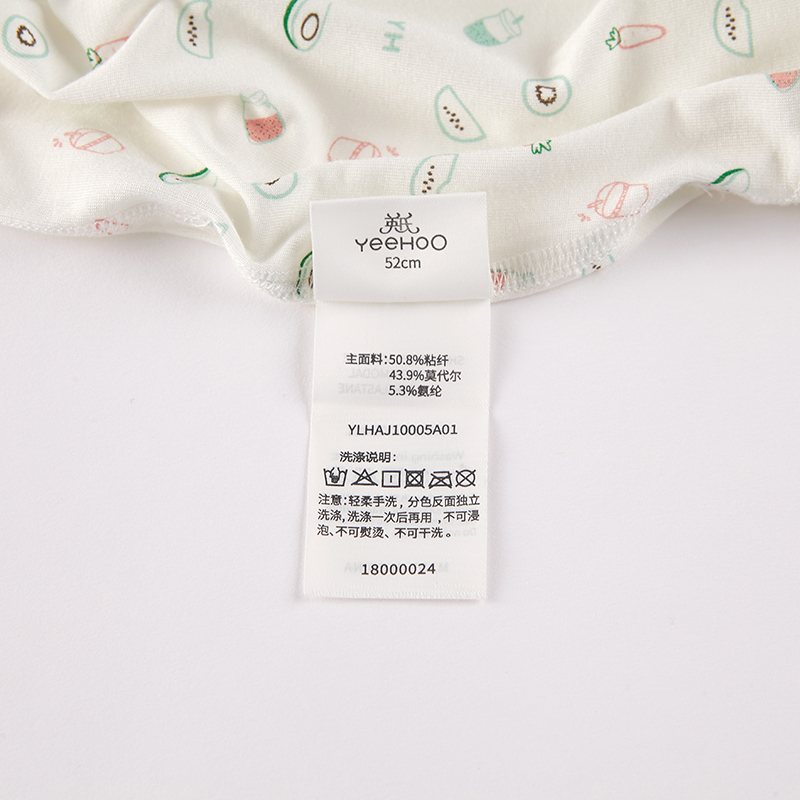 YH
英氏
YEEHOO
52cm
主面料:50.8%粘纤
43.9%莫代尔
5.3%氨纶
YLHAJ10005A01
洗涤说明:
注意:轻柔手洗,分色反面独立
洗涤,洗涤一次后再用,不可浸
泡、不可熨烫、不可干洗。
18000024